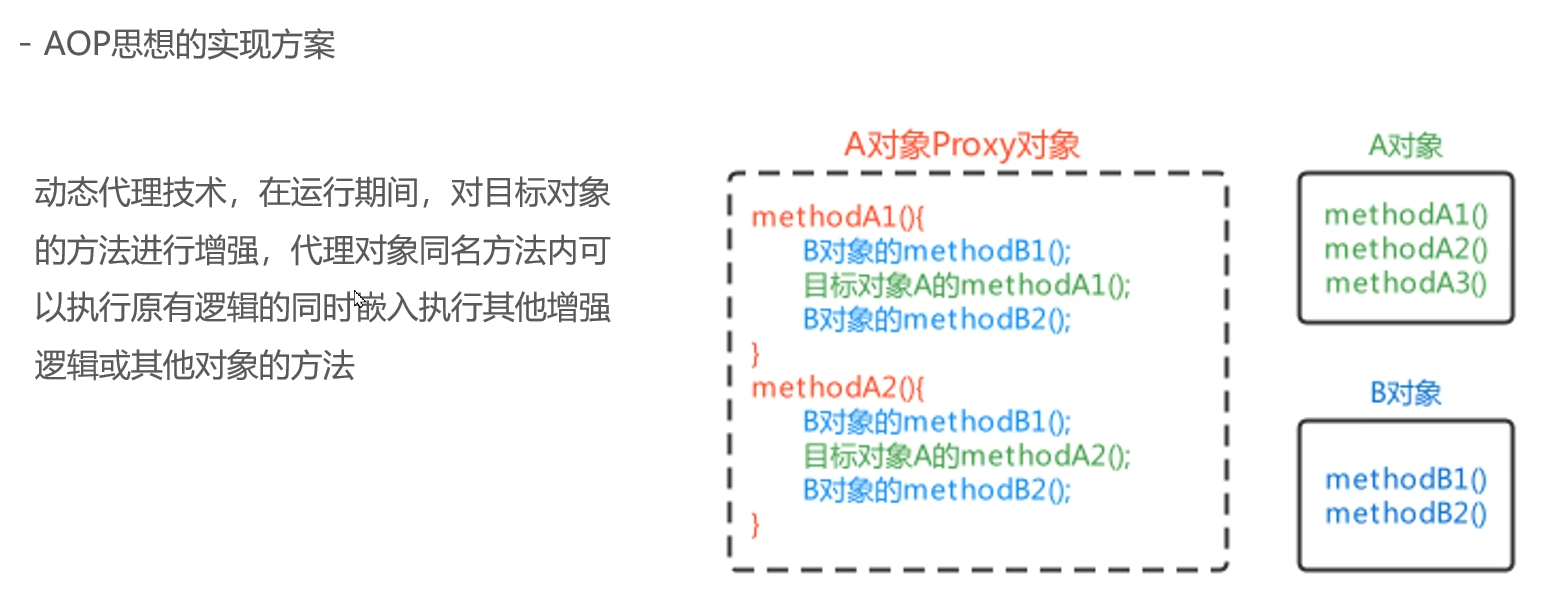 - AOP思想的实现方案
动态代理技术，在运行期间，对目标对象
的方法进行增强，代理对象同名方法内可
以执行原有逻辑的同时嵌入执行其他增强
逻辑或其他对象的方法
A对象Proxy对象
methodA1(){
B对象的methodB1();
目标对象A的methodA1();
B对象的methodB2();
}
methodA2(){
B对象的methodB1();
目标对象A的methodA2();
B对象的methodB2();
}
A对象
methodA1()
methodA2()
methodA3()
B对象
methodB1()
methodB2()